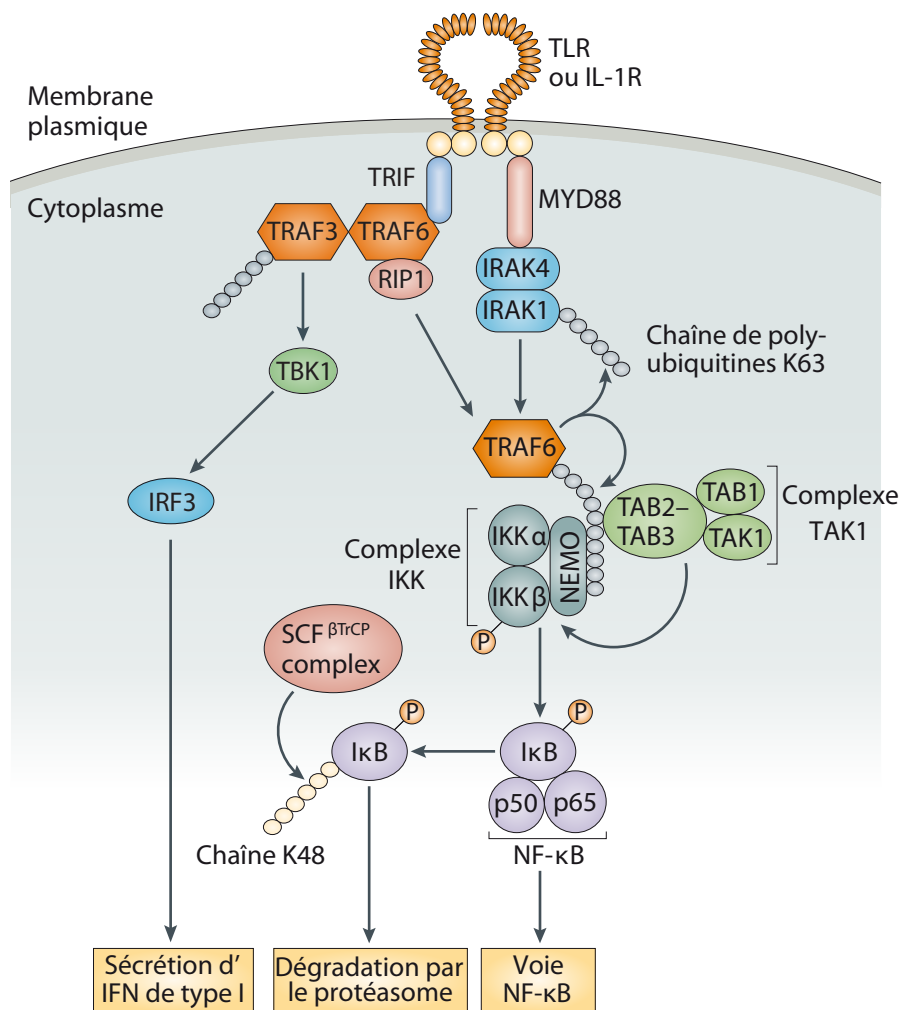 TLR
ou IL-1R
Membrane
plasmique
TRIF
MYD88
Cytoplasme
TRAF3
TRAF6
RIP1
IRAK4
IRAK1
Chaîne de poly-
ubiquitines K63
TBK1
TRAF6
IRF3
TAB2–
TAB3
TAB1
TAK1
Complexe
TAK1
Complexe
IKK
IKK α
IKK β
NEMO
P
SCF βTrCP
complex
P
IκB
P
IκB
p50
p65
Chaîne K48
NF-κB
Sécrétion d'
IFN de type I
Dégradation par
le protéasome
Voie
NF-κB